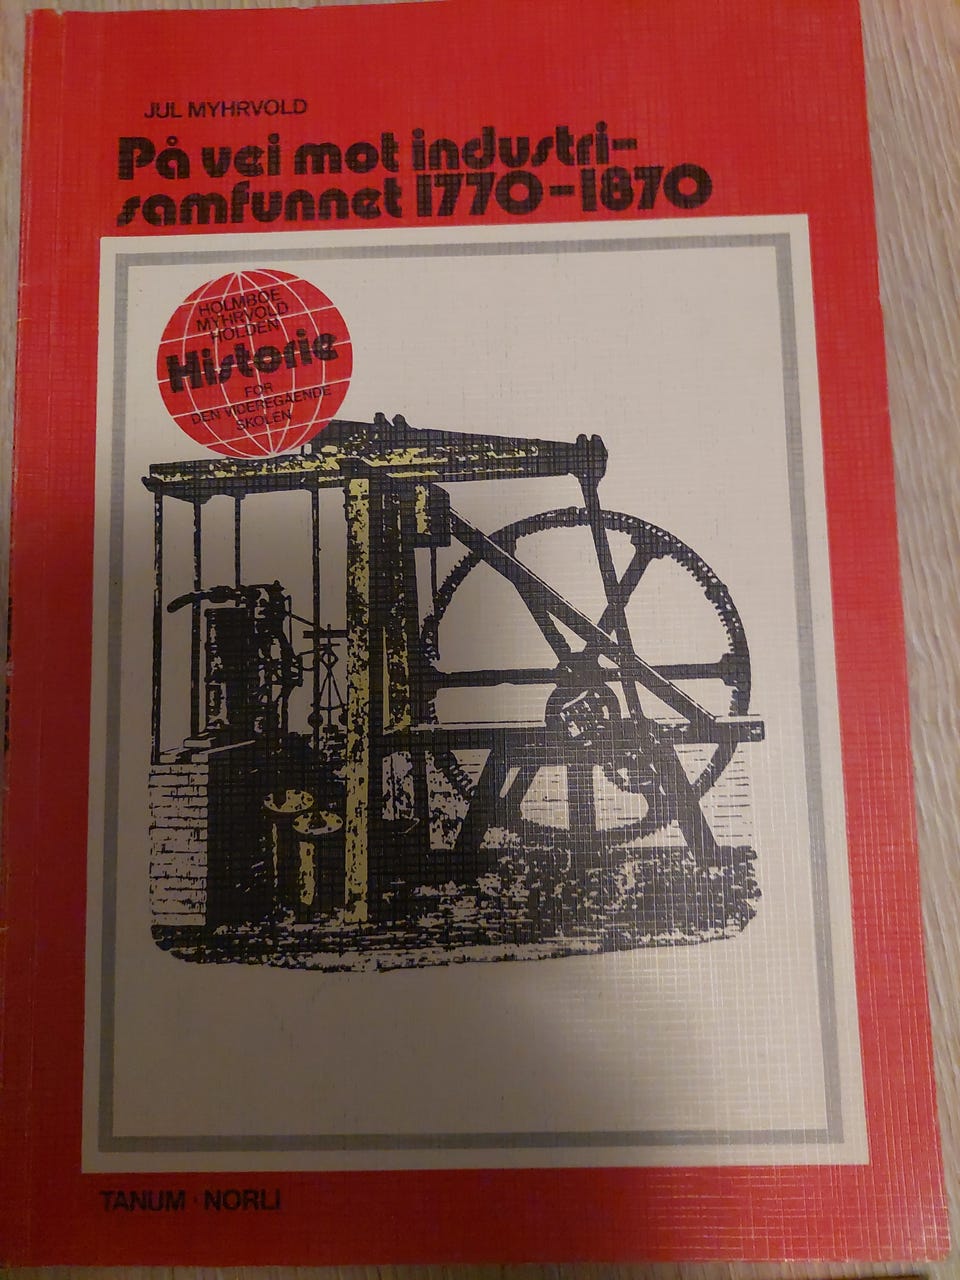 JUL MYHRVOLD
På vei mot industri-
samfunnet 1770-1870
HOLMBOE
MYHRVOLD
HOLDEN
Historie
FOR
DEN VIDEREGÅENDE
SKOLEN
TANUM · NORLI